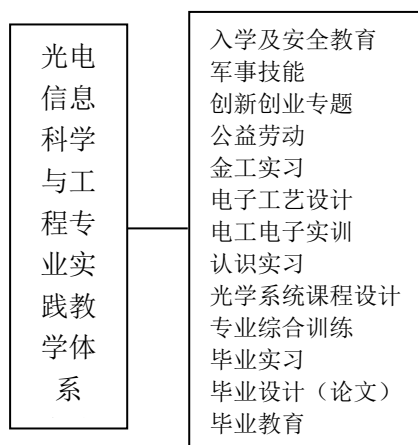 光电
信息
科学
与工
程专
业实
践教
学体
系
入学及安全教育
军事技能
创新创业专题
公益劳动
金工实习
电子工艺设计
电工电子实训
认识实习
光学系统课程设计
专业综合训练
毕业实习
毕业设计（论文）
毕业教育